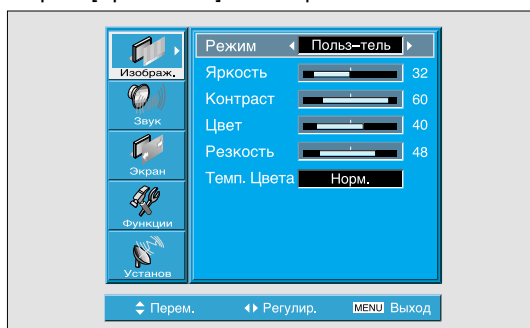 Изображ.
Звук
Экран
Функции
Установ
Режим Польз–тель
Яркость 32
Контраст 60
Цвет 40
Резкость 48
Темп. Цвета Норм.
Перем. Регулир. MENU Выход